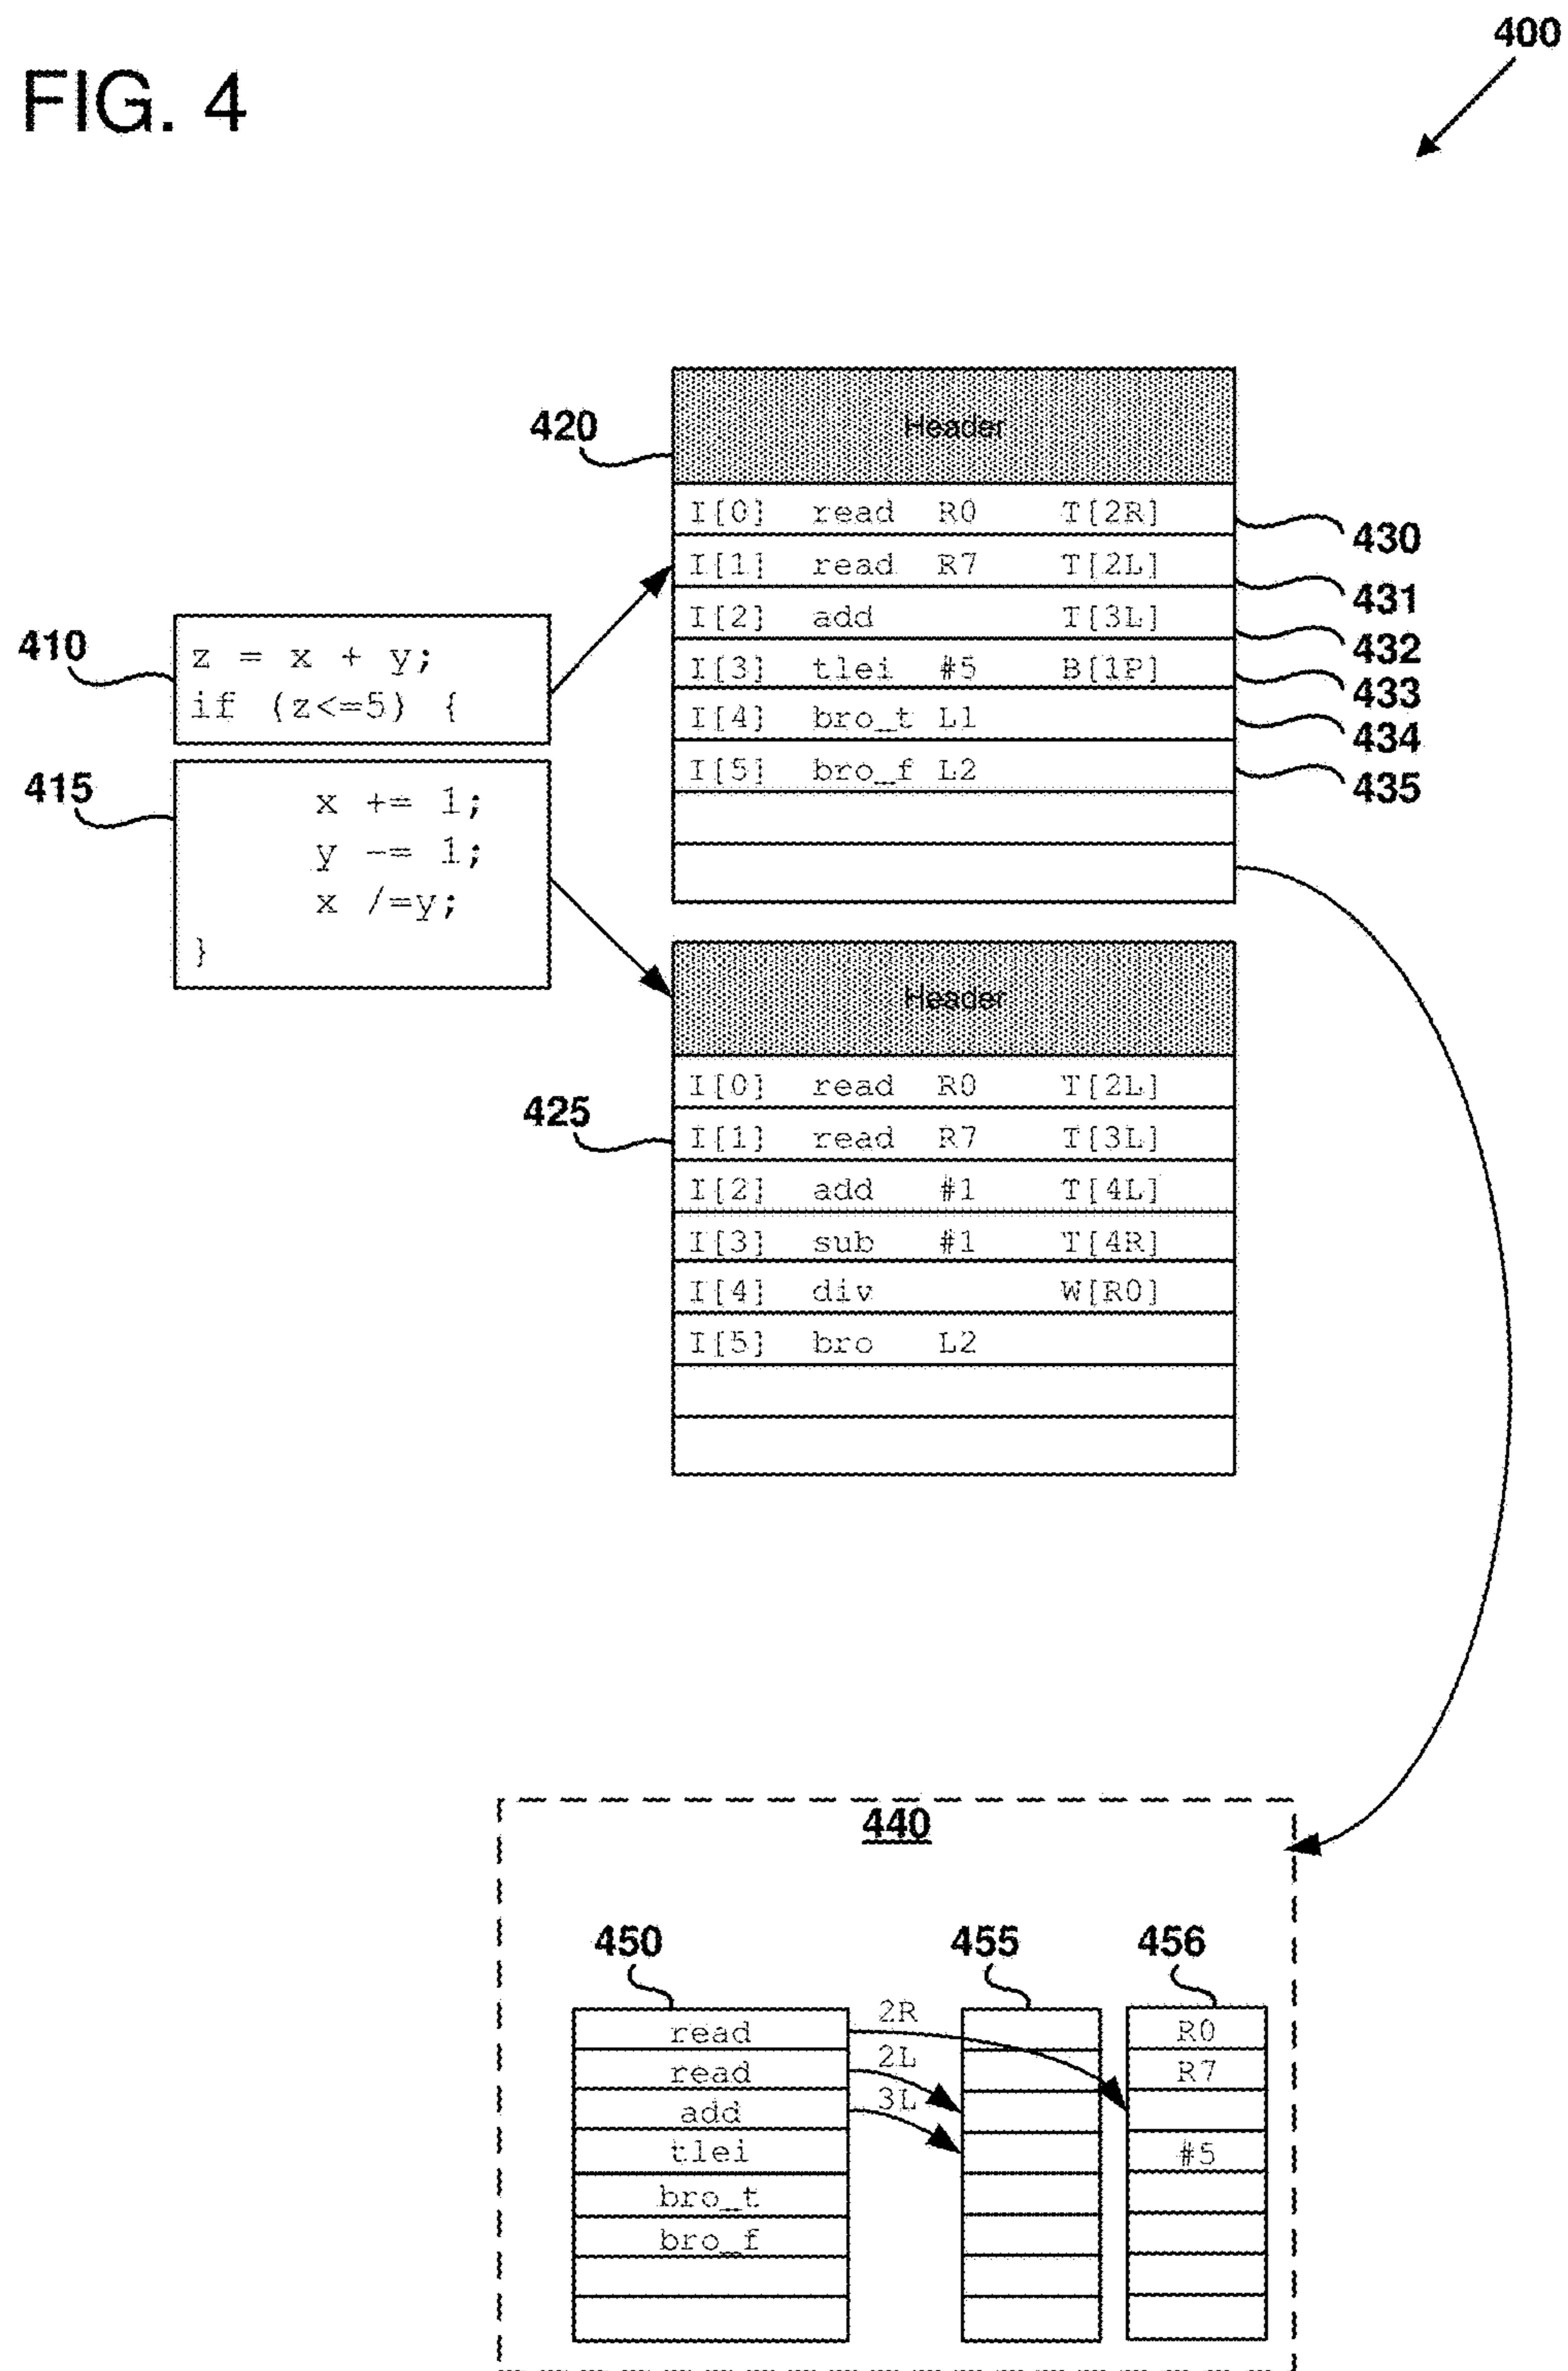 400
FIG. 4
420
Header
I[0] read R0 T[2R]
430
I[1] read R7 T[2L]
431
I[2] add T[3L]
432
I[3] tlei #5 B[1P]
433
I[4] bro_t L1
434
I[5] bro_f L2
435
410
z = x + y;
if (z<=5) {
415
x += 1;
y -= 1;
x /=y;
}
Header
425
I[0] read R0 T[2L]
I[1] read R7 T[3L]
I[2] add #1 T[4L]
I[3] sub #1 T[4R]
I[4] div W[R0]
I[5] bro L2
440
450
455
456
read
2R
R0
read
2L
R7
add
3L
tlei
#5
bro_t
bro_f